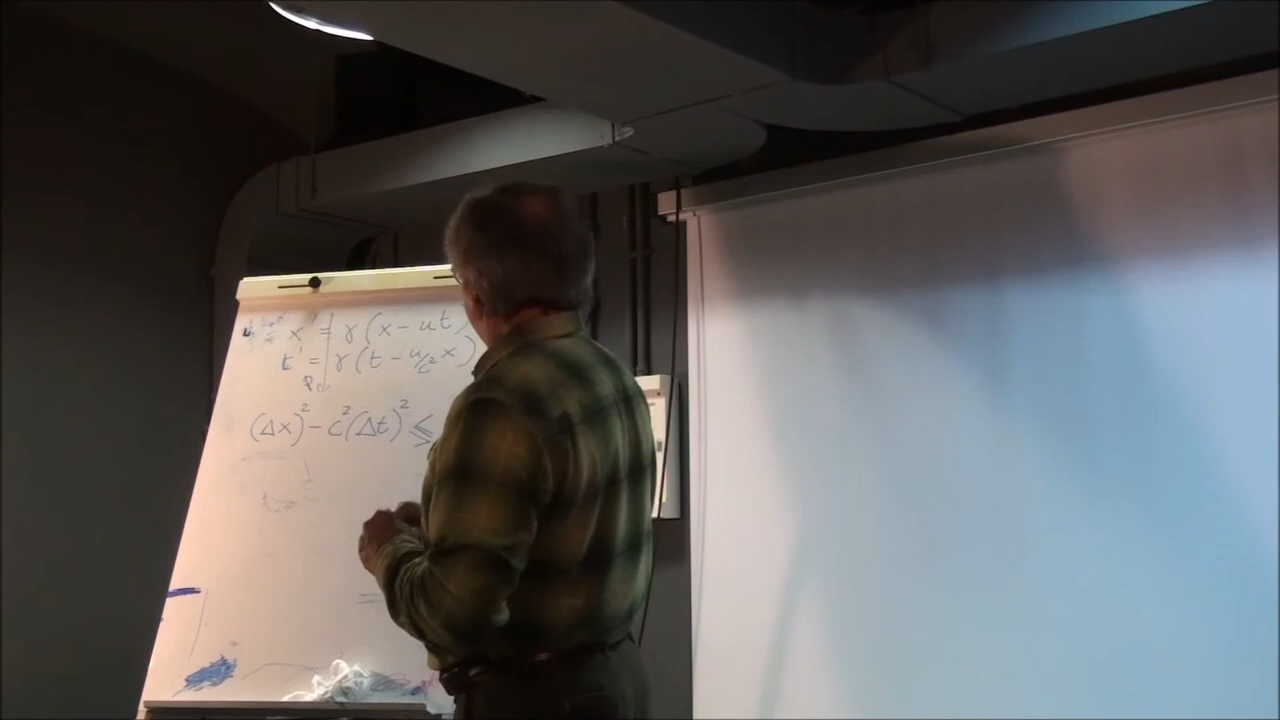 x' = γ(x - ut
t' = γ(t - u/c² x)
(Δx)² - c²(Δt)² ≤